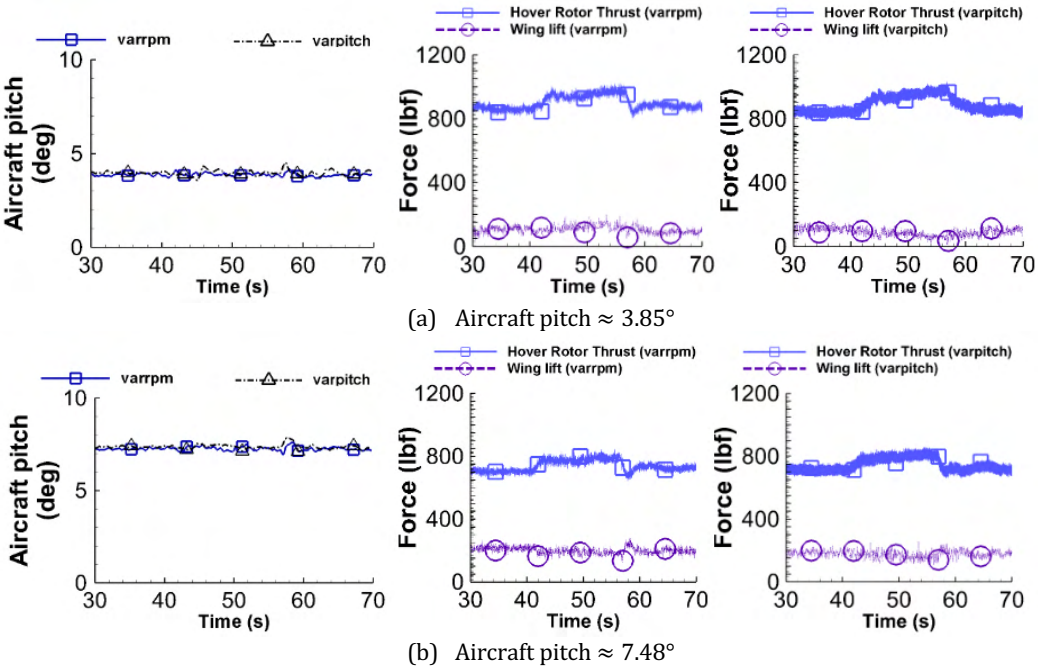 varrpm
varpitch
Hover Rotor Thrust (varrpm)
Wing lift (varrpm)
Hover Rotor Thrust (varpitch)
Wing lift (varpitch)
Aircraft pitch
(deg)
10
5
0
30 40 50 60 70
Time (s)
Force (lbf)
1200
800
400
0
30 40 50 60 70
Time (s)
Force (lbf)
1200
800
400
0
30 40 50 60 70
Time (s)
(a) Aircraft pitch ≈ 3.85°
varrpm
varpitch
Hover Rotor Thrust (varrpm)
Wing lift (varrpm)
Hover Rotor Thrust (varpitch)
Wing lift (varpitch)
Aircraft pitch
(deg)
10
5
0
30 40 50 60 70
Time (s)
Force (lbf)
1200
800
400
0
30 40 50 60 70
Time (s)
Force (lbf)
1200
800
400
0
30 40 50 60 70
Time (s)
(b) Aircraft pitch ≈ 7.48°